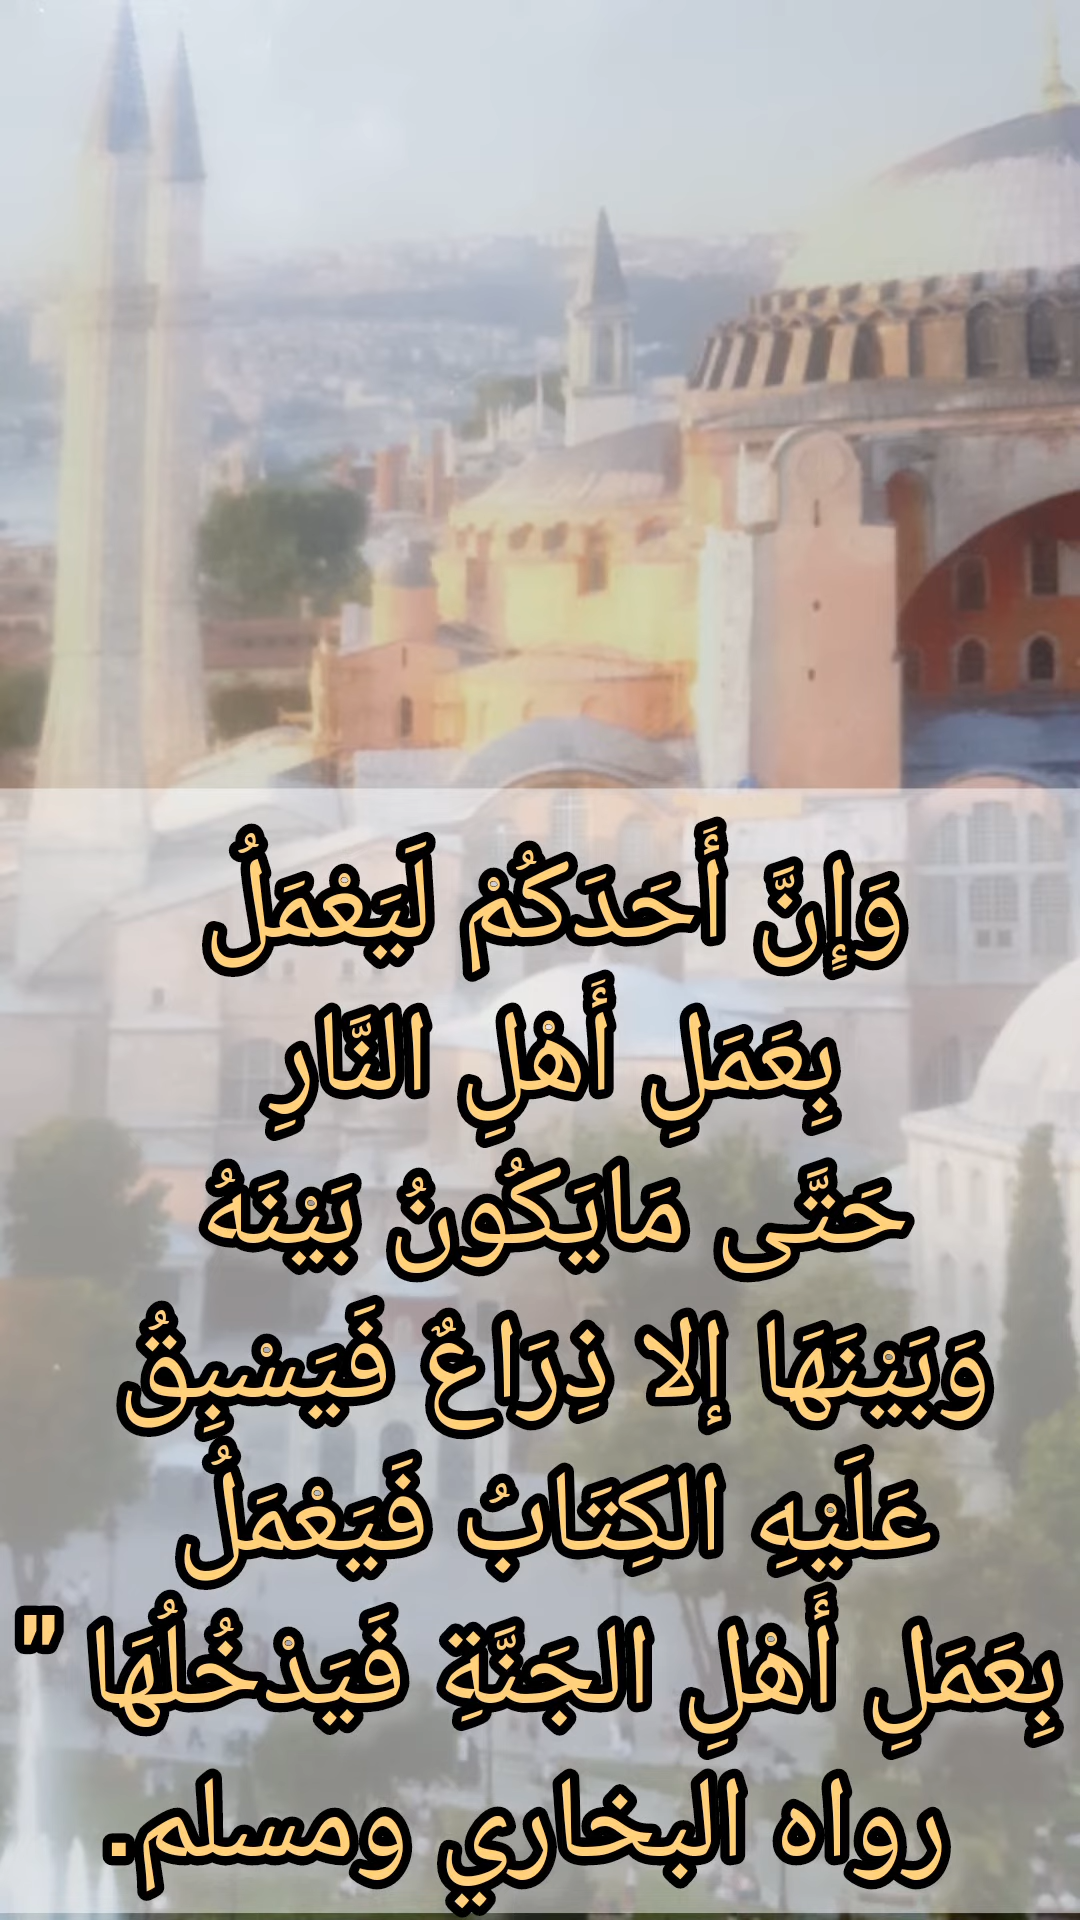 وَإِنَّ أَحَدَكُمْ لَيَعْمَلُ
بِعَمَلِ أَهْلِ النَّارِ
حَتَّى مَايَكُونُ بَيْنَهُ
وَبَيْنَهَا إلا ذِرَاعٌ فَيَسْبِقُ
عَلَيْهِ الكِتَابُ فَيَعْمَلُ
بِعَمَلِ أَهْلِ الجَنَّةِ فَيَدْخُلُهَا "
رواه البخاري ومسلم.